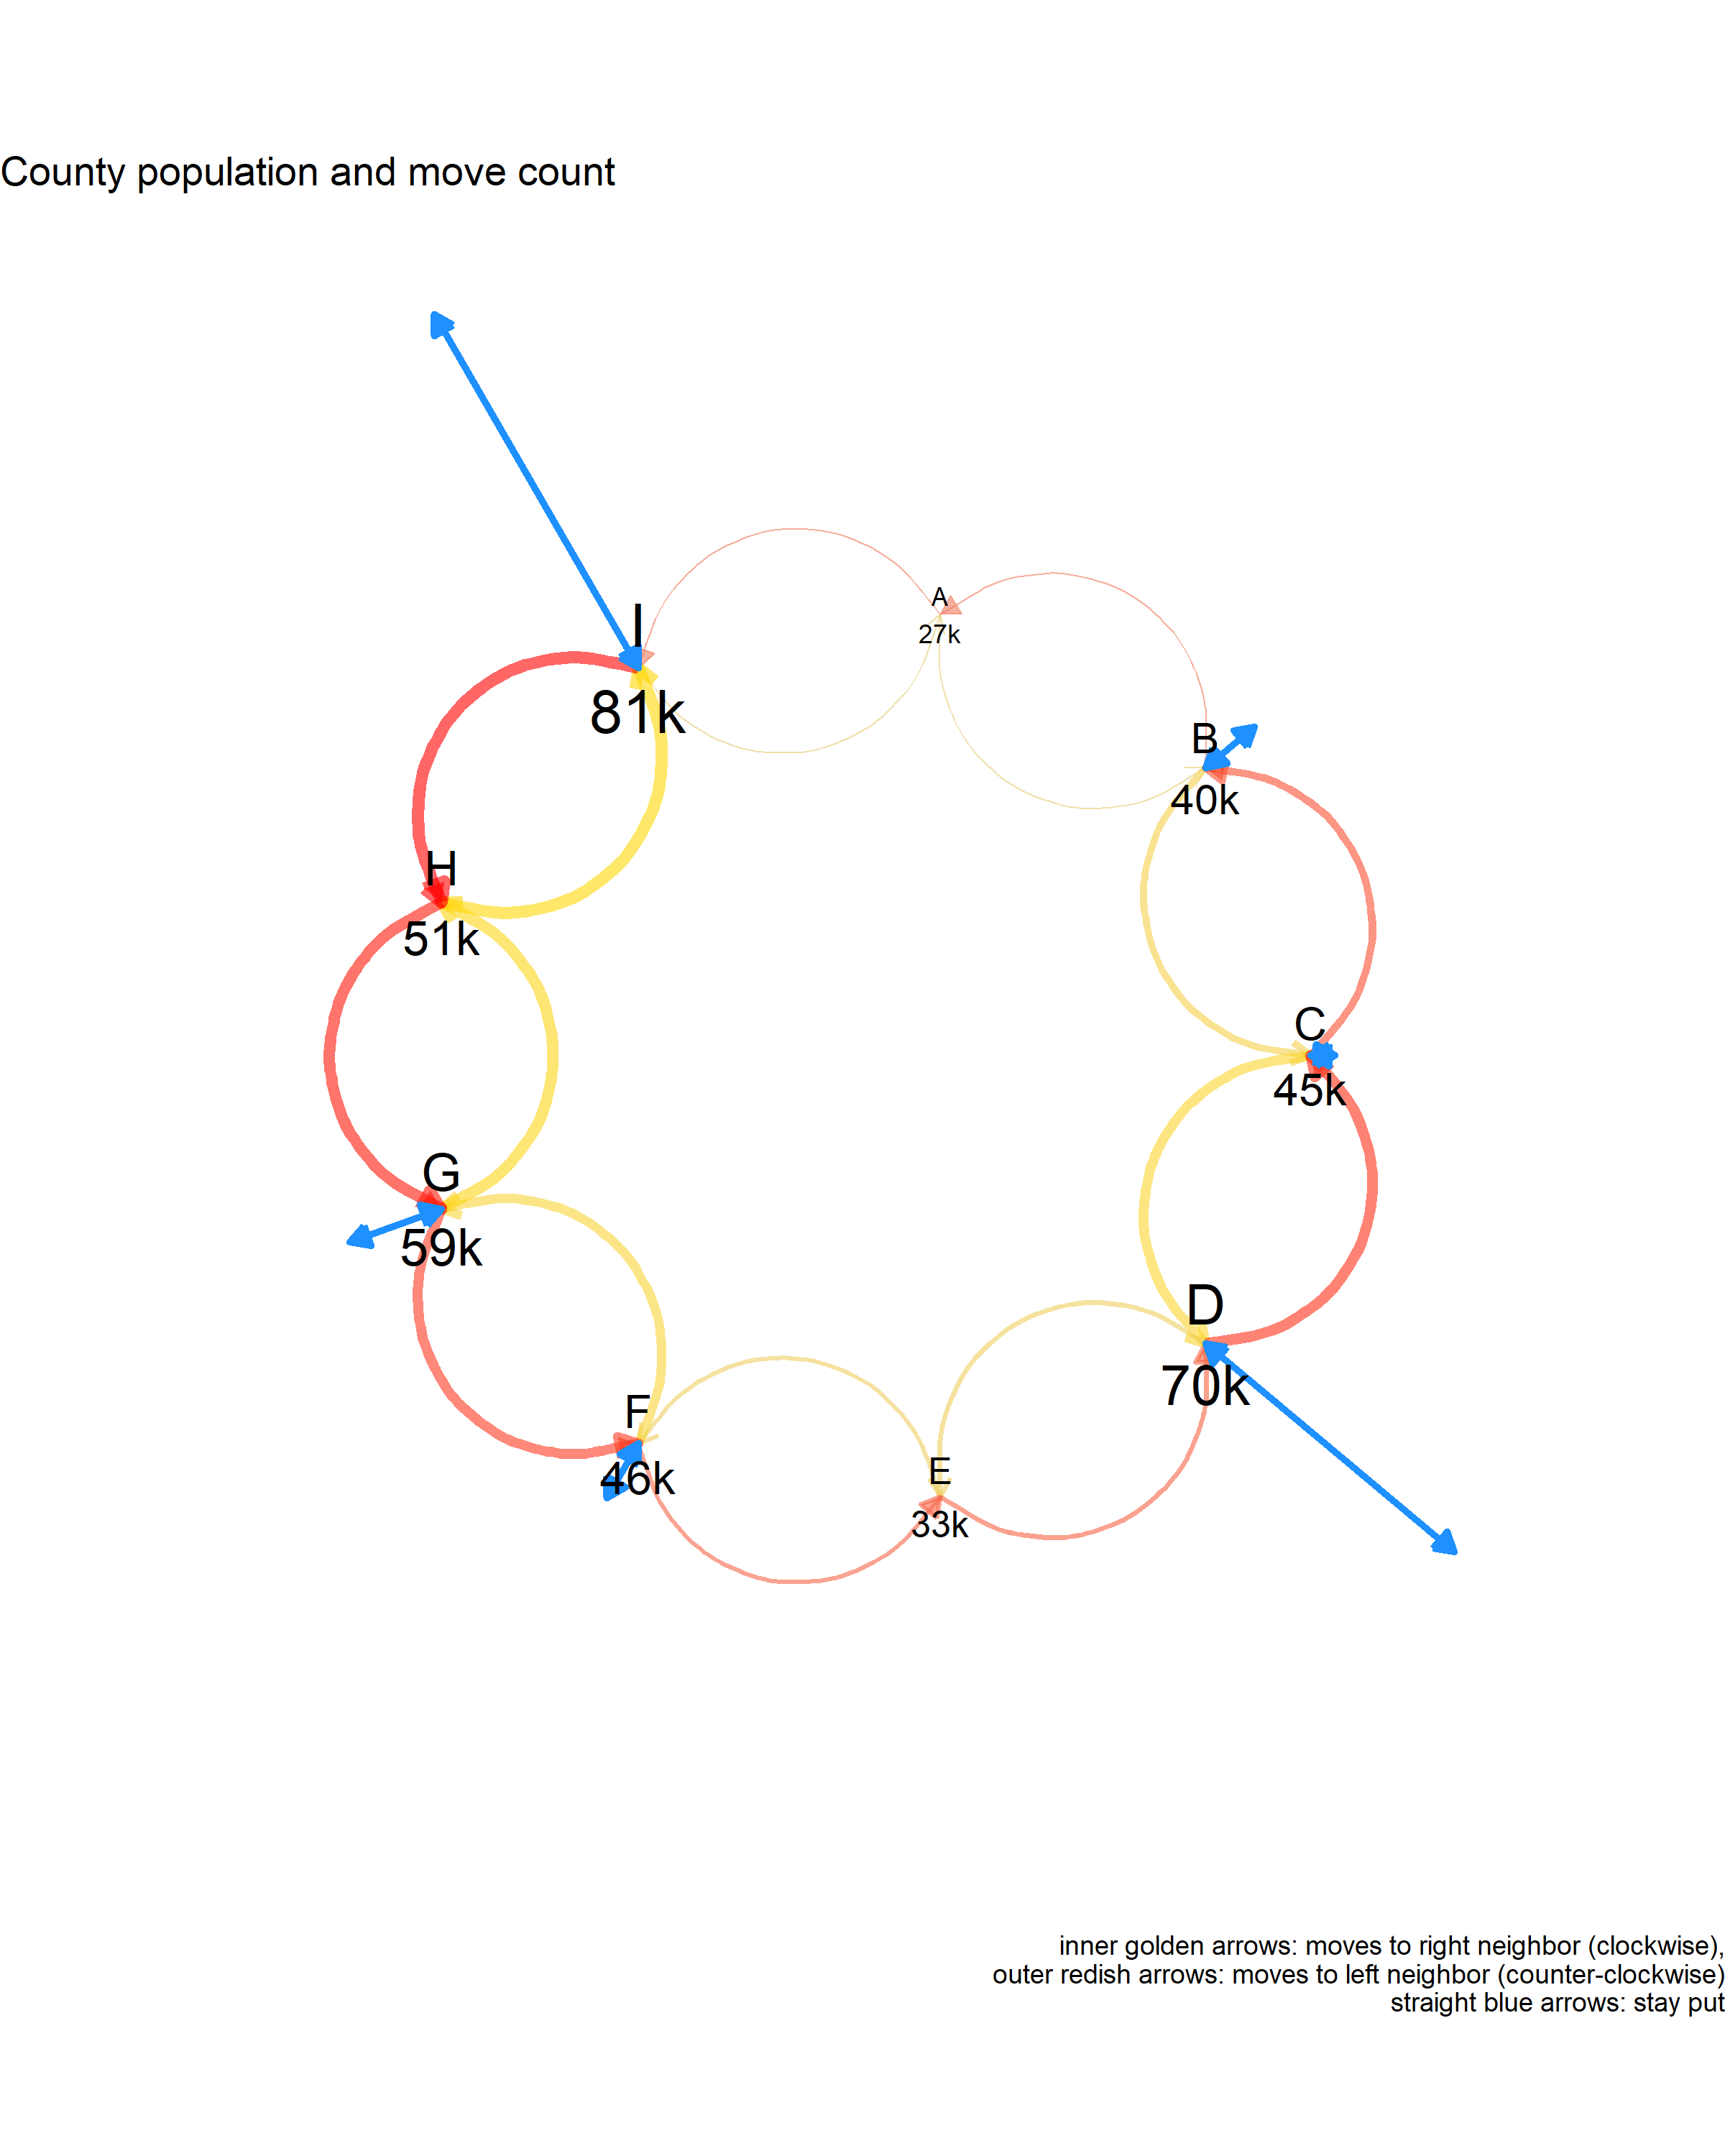 County population and move count
A
27k
I
81k
B
40k
H
51k
C
45k
G
59k
D
70k
F
46k
E
33k
inner golden arrows: moves to right neighbor (clockwise),
outer redish arrows: moves to left neighbor (counter-clockwise)
straight blue arrows: stay put